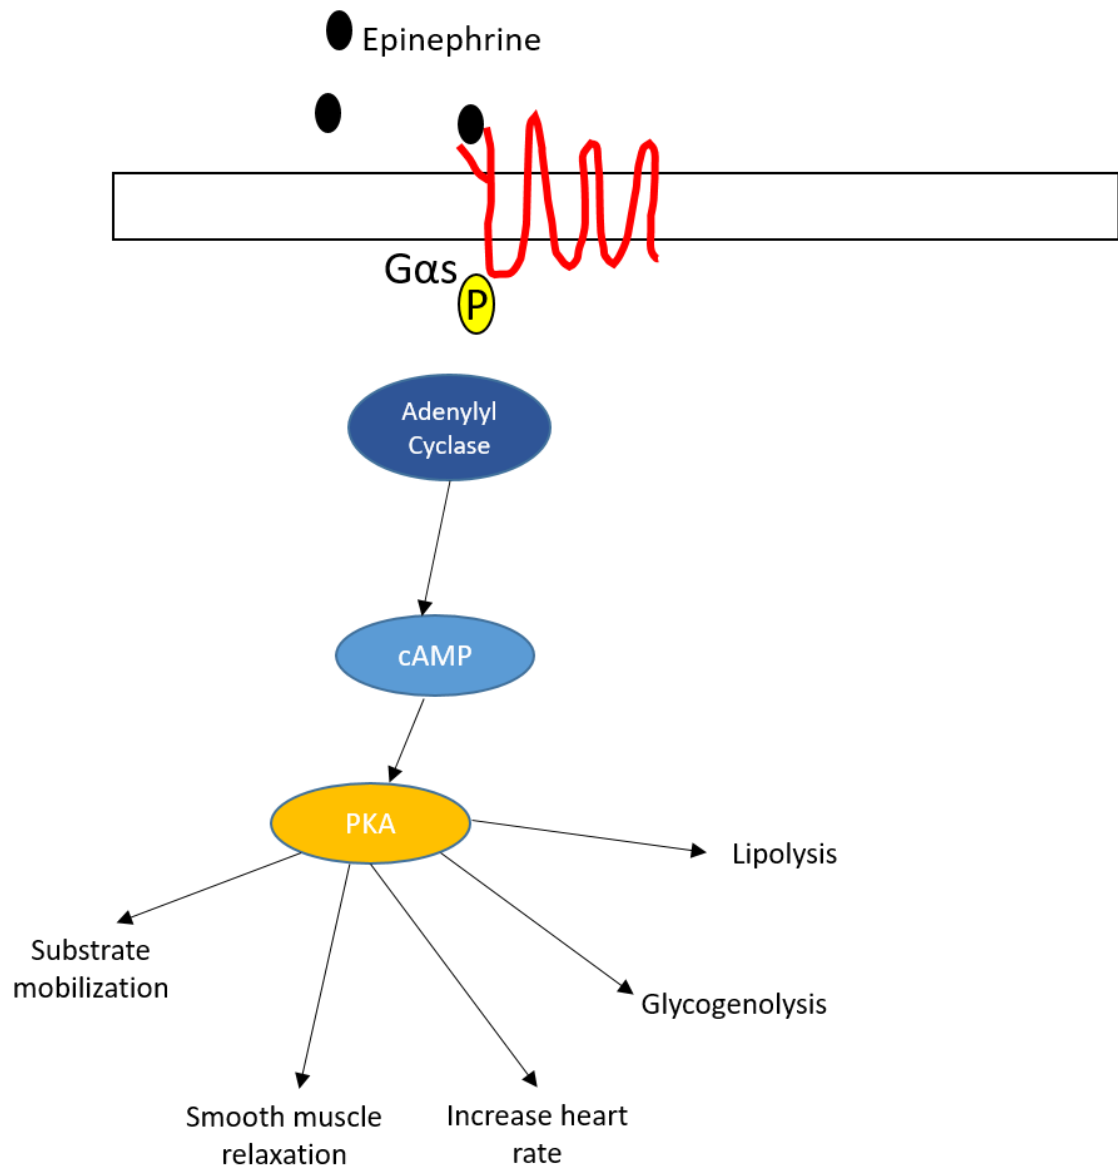 Epinephrine
Gαs
P
Adenylyl
Cyclase
cAMP
PKA
Lipolysis
Substrate
mobilization
Glycogenolysis
Smooth muscle
relaxation
Increase heart
rate